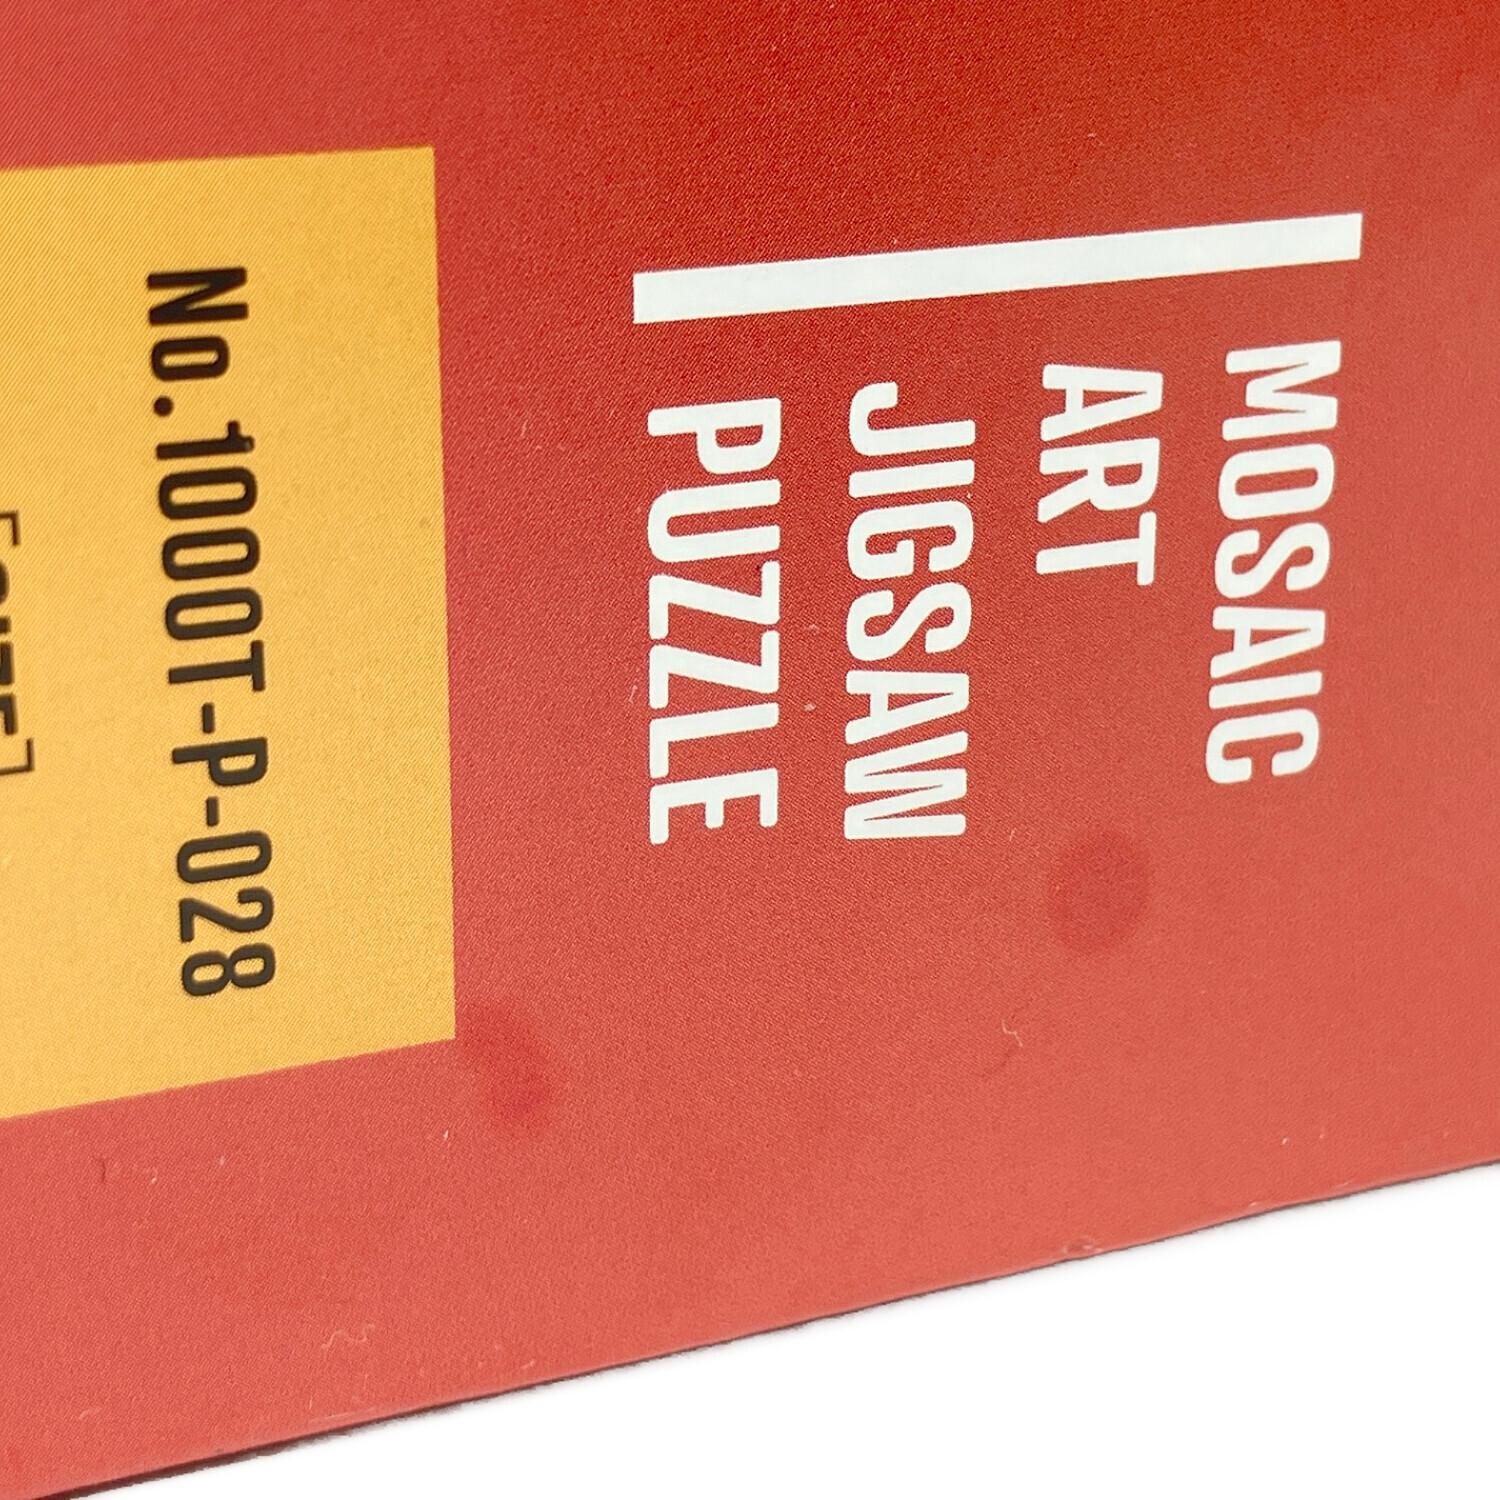 MOSAIC
ART
JIGSAW
PUZZLE
No.1000T-P-028